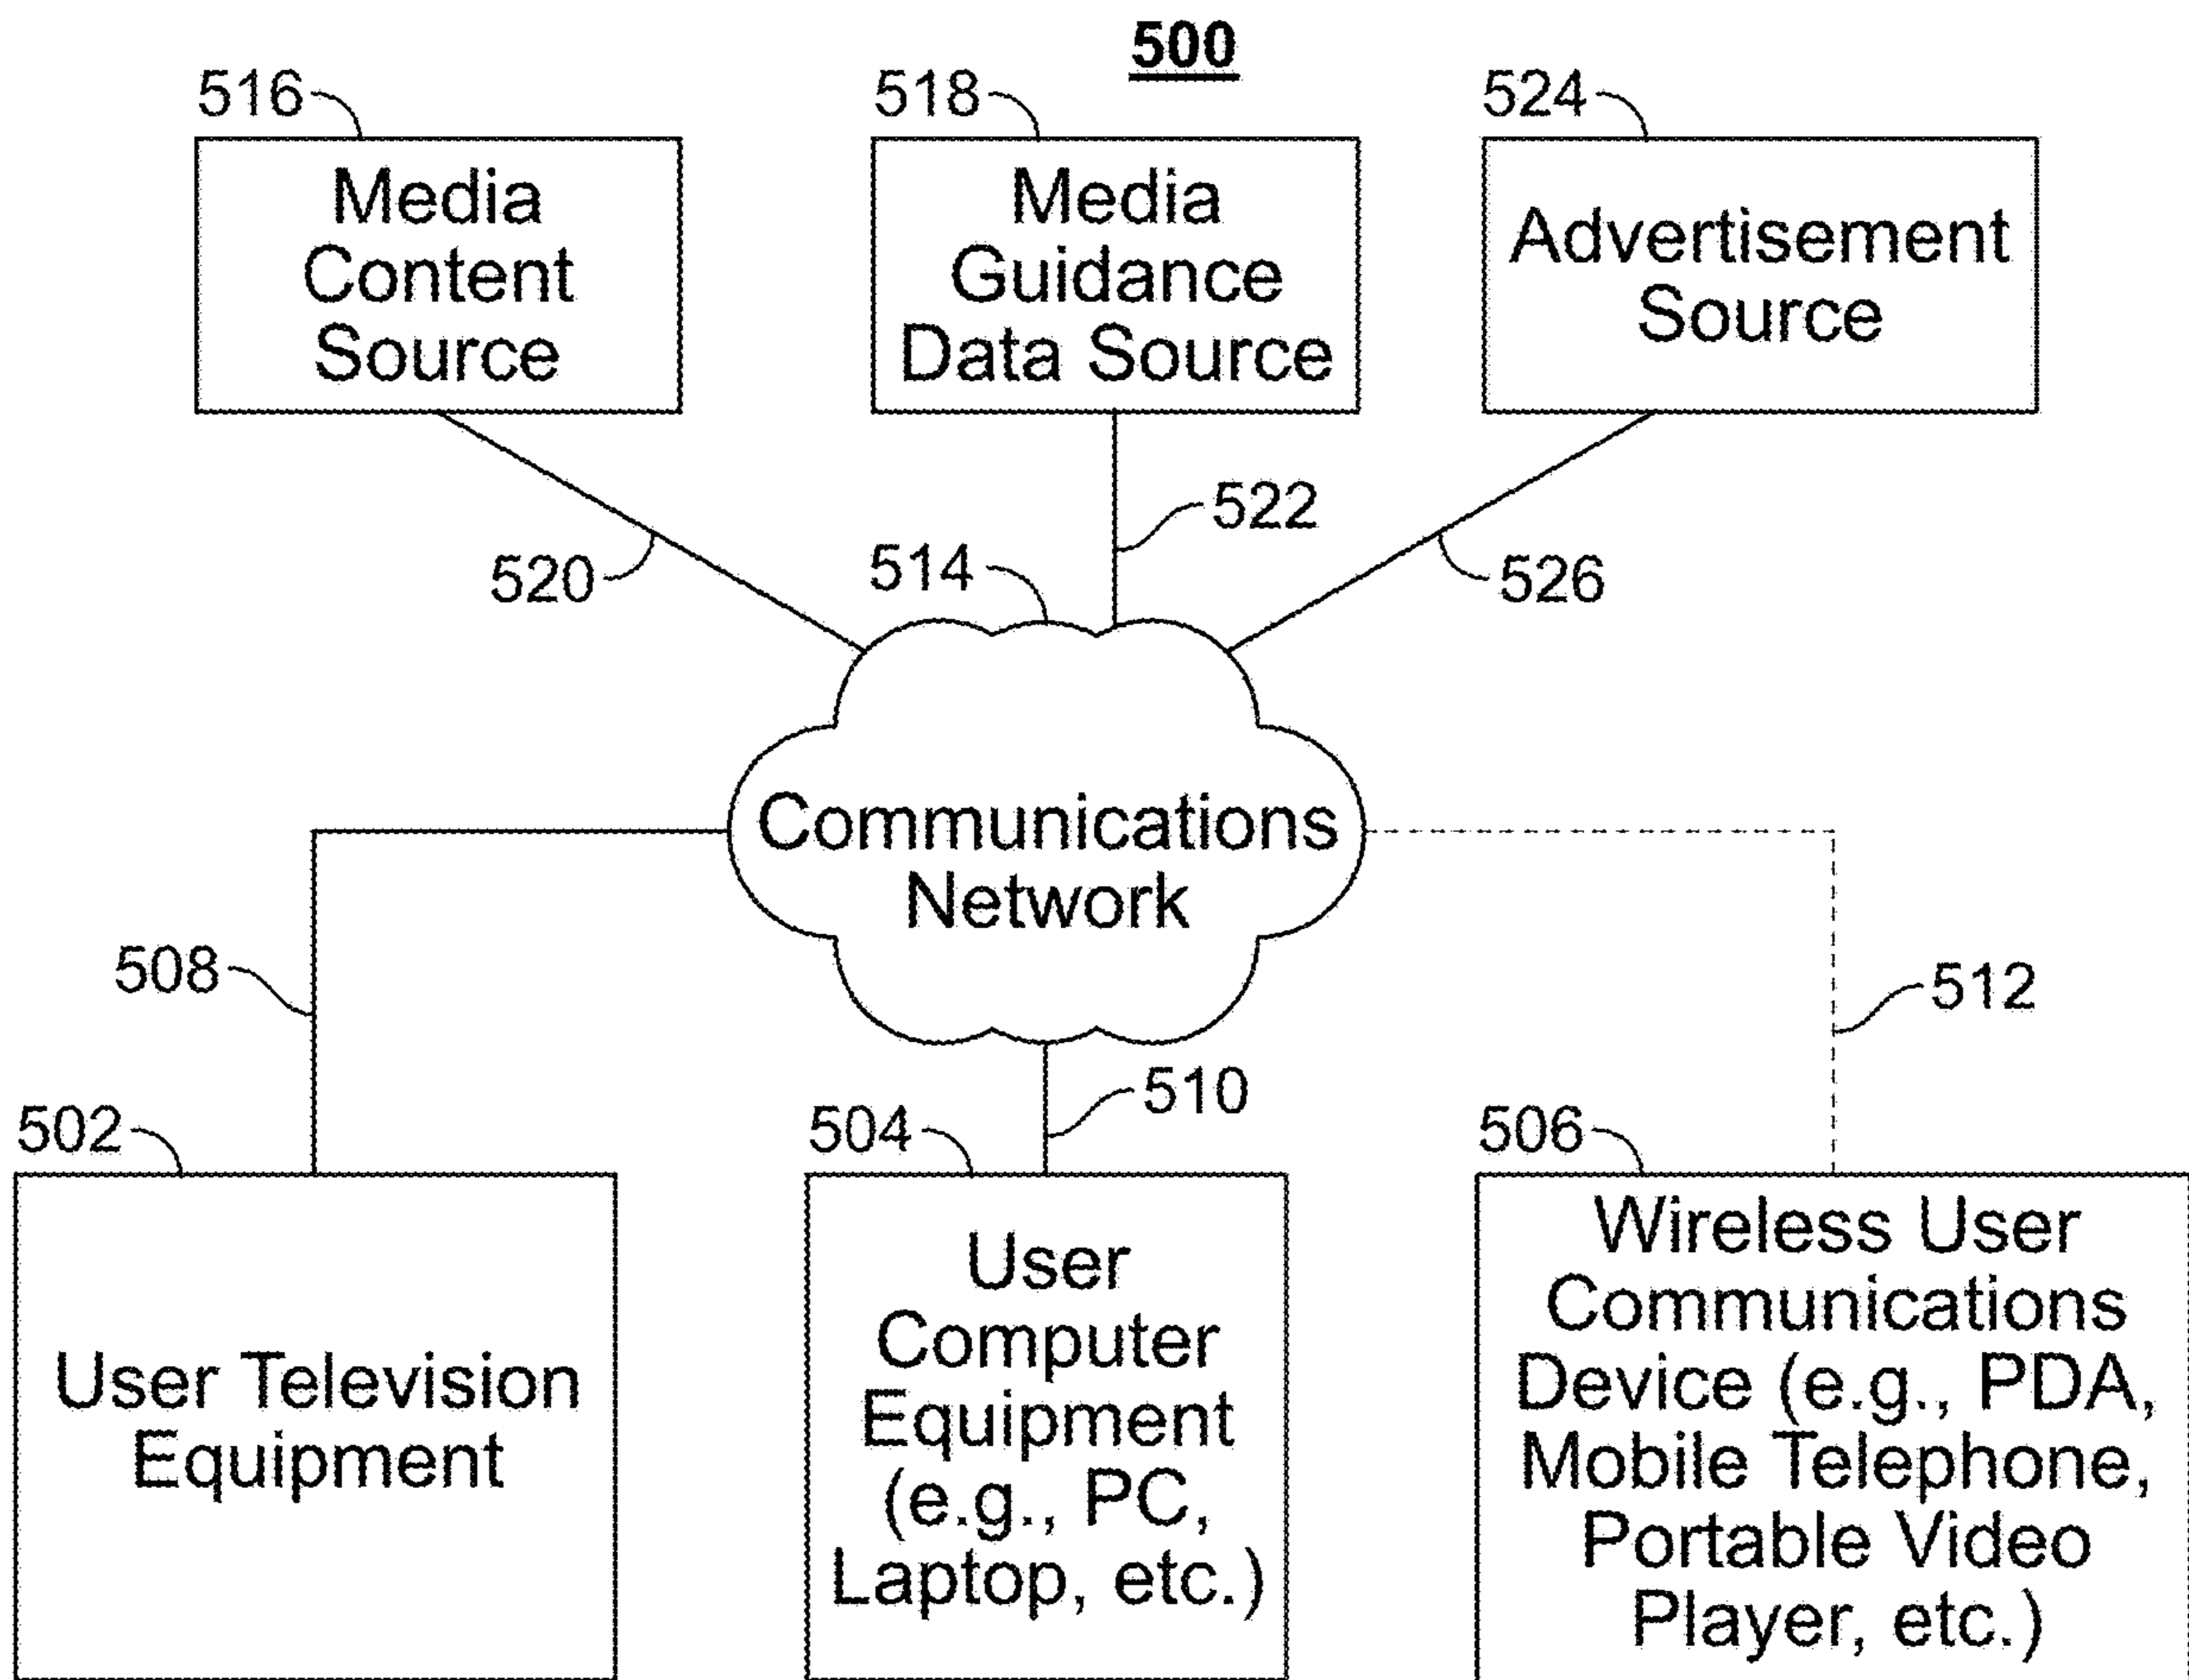 500
516
518
524
Media
Content
Source
Media
Guidance
Data Source
Advertisement
Source
520
522
526
514
Communications
Network
508
510
512
502
504
506
User Television
Equipment
User
Computer
Equipment
(e.g., PC,
Laptop, etc.)
Wireless User
Communications
Device (e.g., PDA,
Mobile Telephone,
Portable Video
Player, etc.)